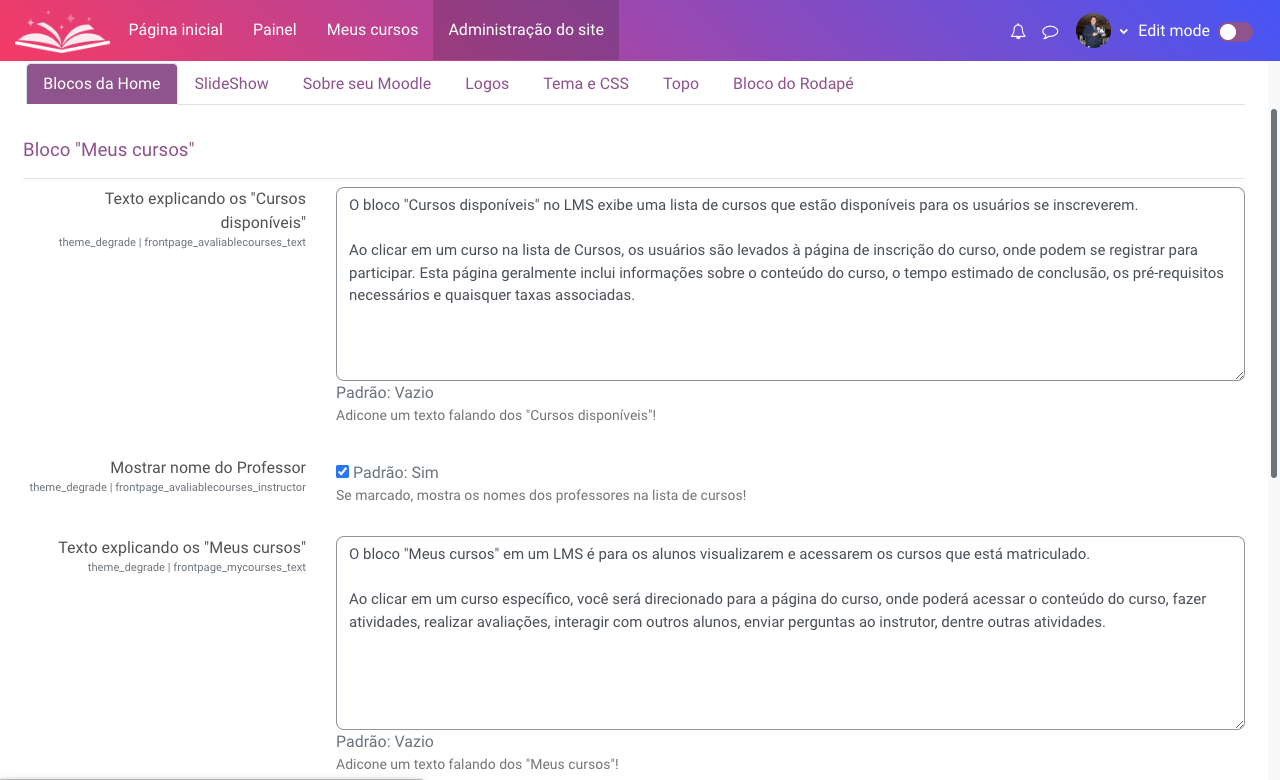 Página inicial Painel Meus cursos Administração do site Edit mode
Blocos da Home SlideShow Sobre seu Moodle Logos Tema e CSS Topo Bloco do Rodapé
Bloco "Meus cursos"
Texto explicando os "Cursos
disponíveis"
theme_degrade | frontpage_avaliablecourses_text
O bloco "Cursos disponíveis" no LMS exibe uma lista de cursos que estão disponíveis para os usuários se inscreverem.
Ao clicar em um curso na lista de Cursos, os usuários são levados à página de inscrição do curso, onde podem se registrar para
participar. Esta página geralmente inclui informações sobre o conteúdo do curso, o tempo estimado de conclusão, os pré-requisitos
necessários e quaisquer taxas associadas.
Padrão: Vazio
Adicione um texto falando dos "Cursos disponíveis"!
Mostrar nome do Professor
theme_degrade | frontpage_avaliablecourses_instructor
Padrão: Sim
Se marcado, mostra os nomes dos professores na lista de cursos!
Texto explicando os "Meus cursos"
theme_degrade | frontpage_mycourses_text
O bloco "Meus cursos" em um LMS é para os alunos visualizarem e acessarem os cursos que está matriculado.
Ao clicar em um curso específico, você será direcionado para a página do curso, onde poderá acessar o conteúdo do curso, fazer
atividades, realizar avaliações, interagir com outros alunos, enviar perguntas ao instrutor, dentre outras atividades.
Padrão: Vazio
Adicione um texto falando dos "Meus cursos"!